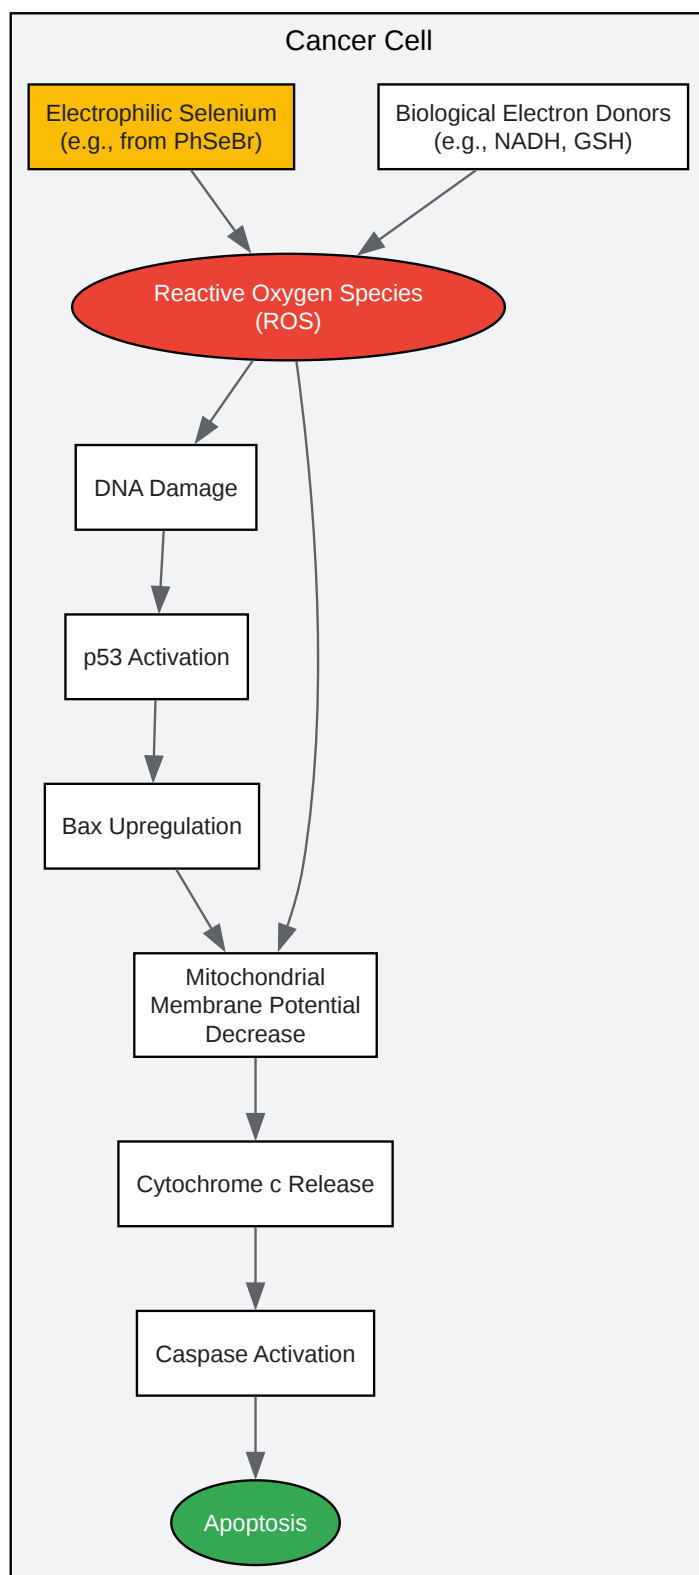 Cancer Cell
Electrophilic Selenium
(e.g., from PhSeBr)
Biological Electron Donors
(e.g., NADH, GSH)
Reactive Oxygen Species
(ROS)
DNA Damage
p53 Activation
Bax Upregulation
Mitochondrial
Membrane Potential
Decrease
Cytochrome c Release
Caspase Activation
Apoptosis